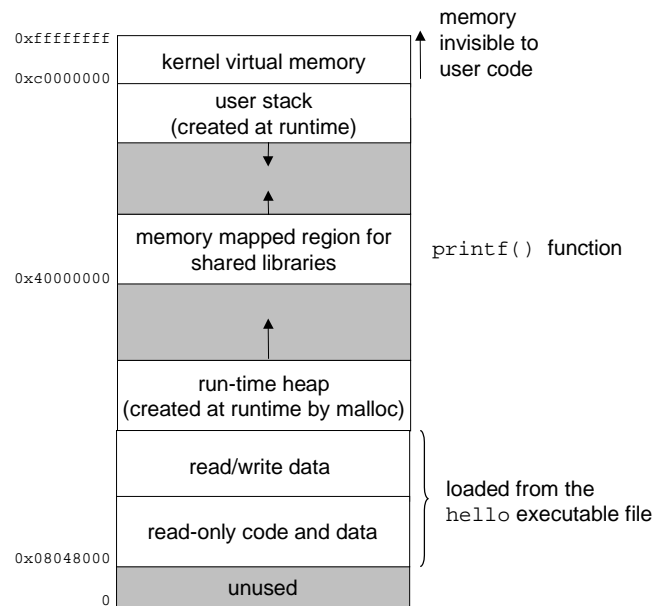 memory
invisible to
user code
0xffffffff
kernel virtual memory
0xc0000000
user stack
(created at runtime)
memory mapped region for
shared libraries
printf() function
0x40000000
run-time heap
(created at runtime by malloc)
read/write data
loaded from the
hello executable file
read-only code and data
0x08048000
unused
0